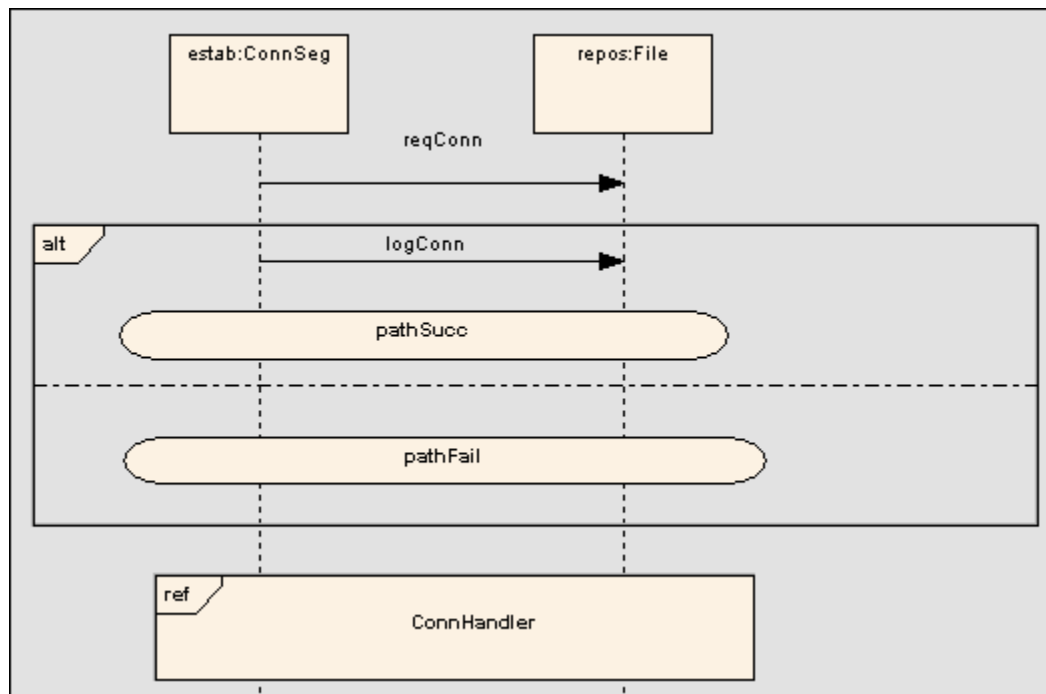 estab:ConnSeg
repos:File
reqConn
alt
logConn
pathSucc
pathFail
ref
ConnHandler